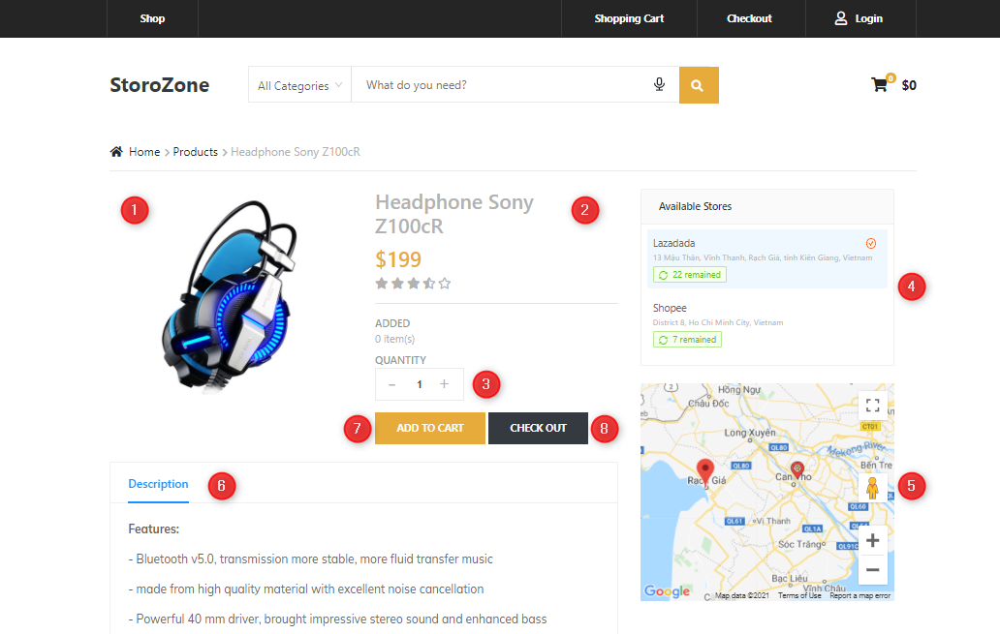 Shop
Shopping Cart
Checkout
Login
StoroZone
All Categories
What do you need?
0
$0
Home > Products > Headphone Sony Z100cR
1
Headphone Sony
Z100cR
2
$199
ADDED
0 item(s)
QUANTITY
- 1 +
3
7
ADD TO CART
CHECK OUT
8
Available Stores
Lazadada
13 Mậu Thân, Vĩnh Thanh, Rạch Giá, tỉnh Kiên Giang, Vietnam
22 remained
4
Shopee
District 8, Ho Chi Minh City, Vietnam
7 remained
Hồng Ngự
2
Châu Đốc
CT01
Long Xuyên
QL80
Mekong River
Bến Tre
QL80
Rạch Giá
Cần Thơ
5
QL60
QL61
Vị Thanh
QL1A
Sóc Trăng
QL91C
Bạc Liêu
Vĩnh Châu
Google
Map data ©2021
Terms of Use
Report a map error
Description
6
Features:
- Bluetooth v5.0, transmission more stable, more fluid transfer music
- made from high quality material with excellent noise cancellation
- Powerful 40 mm driver, brought impressive stereo sound and enhanced bass